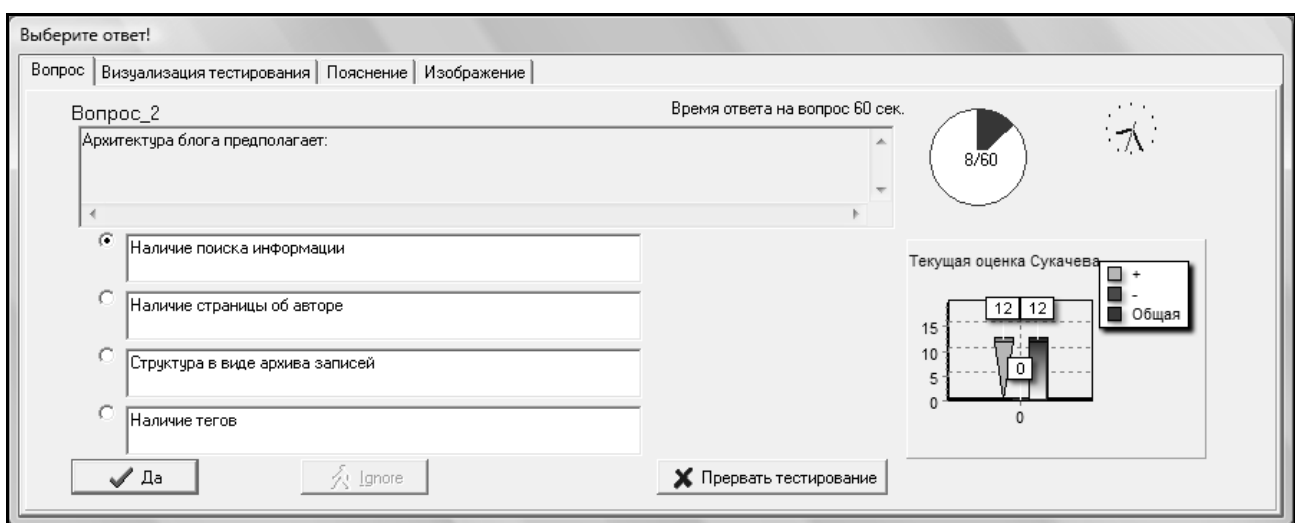 Выберите ответ!
Вопрос Визуализация тестирования Пояснение Изображение
Вопрос_2
Время ответа на вопрос 60 сек.
Архитектура блога предполагает:
8/60
Наличие поиска информации
Наличие страницы об авторе
Структура в виде архива записей
Наличие тегов
Текущая оценка Сукачева
+
-
Общая
12 12
15
10
5
0
0
0
Да
Ignore
Прервать тестирование